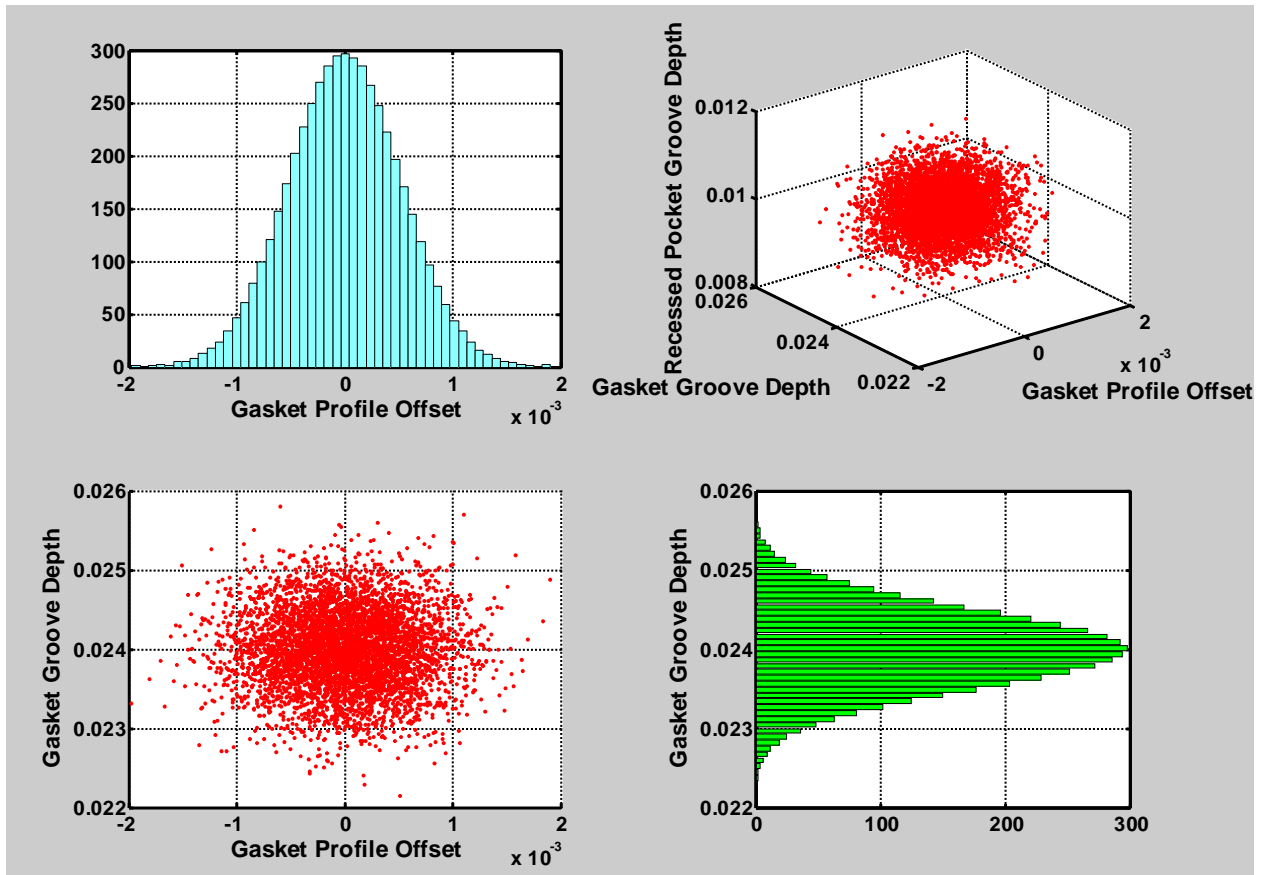 300
250
200
150
100
50
0
-2 -1 0 1 2
Gasket Profile Offset
x 10-3
Recessed Pocket Groove Depth
0.012
0.01
0.008
0.026
0.024
0.022
Gasket Groove Depth
-2
0
2
x 10-3
Gasket Profile Offset
Gasket Groove Depth
0.026
0.025
0.024
0.023
0.022
-2 -1 0 1 2
Gasket Profile Offset
x 10-3
Gasket Groove Depth
0.026
0.025
0.024
0.023
0.022
0 100 200 300